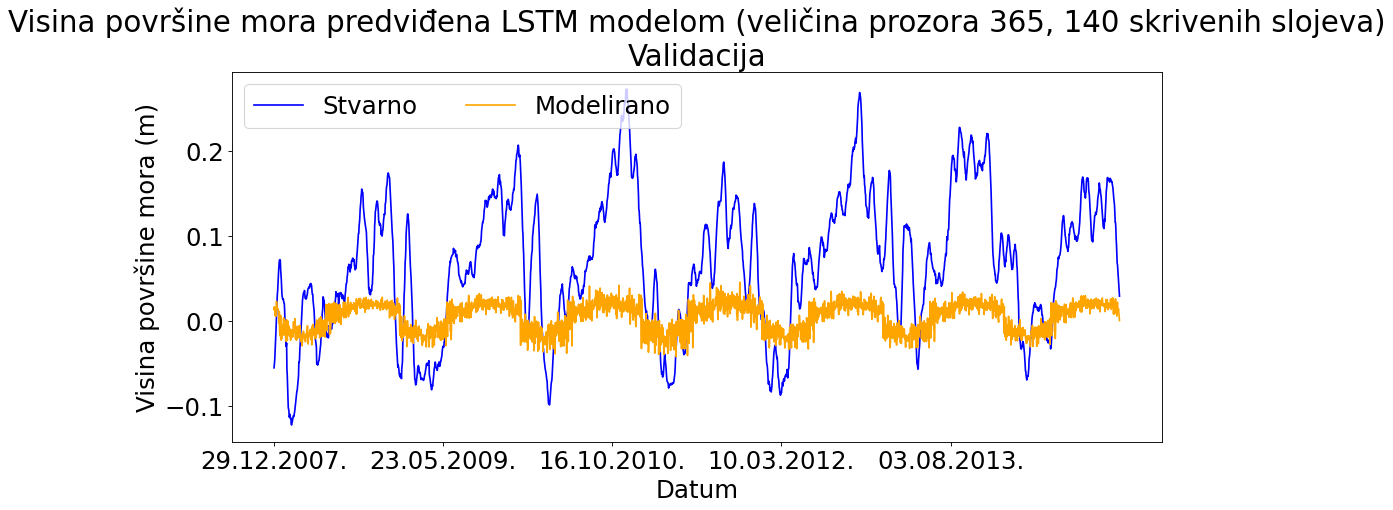 Visina površine mora predviđena LSTM modelom (veličina prozora 365, 140 skrivenih slojeva)
Validacija
Stvarno
Modelirano
Visina površine mora (m)
0.2
0.1
0.0
−0.1
29.12.2007.
23.05.2009.
16.10.2010.
10.03.2012.
03.08.2013.
Datum